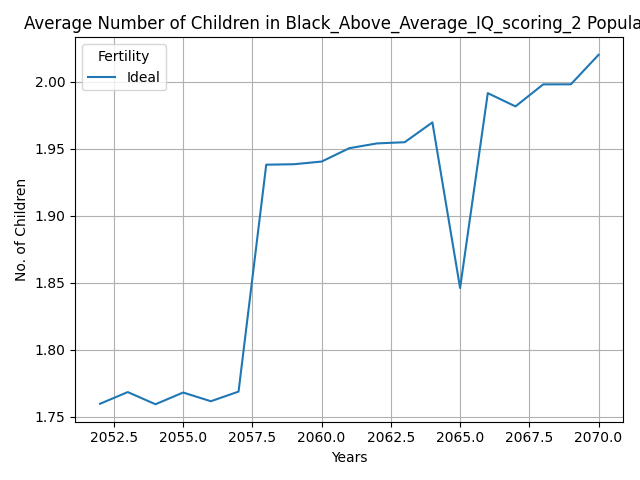 Average Number of Children in Black_Above_Average_IQ_scoring_2 Popula
Fertility
Ideal
No. of Children
2.00
1.95
1.90
1.85
1.80
1.75
2052.5 2055.0 2057.5 2060.0 2062.5 2065.0 2067.5 2070.0
Years